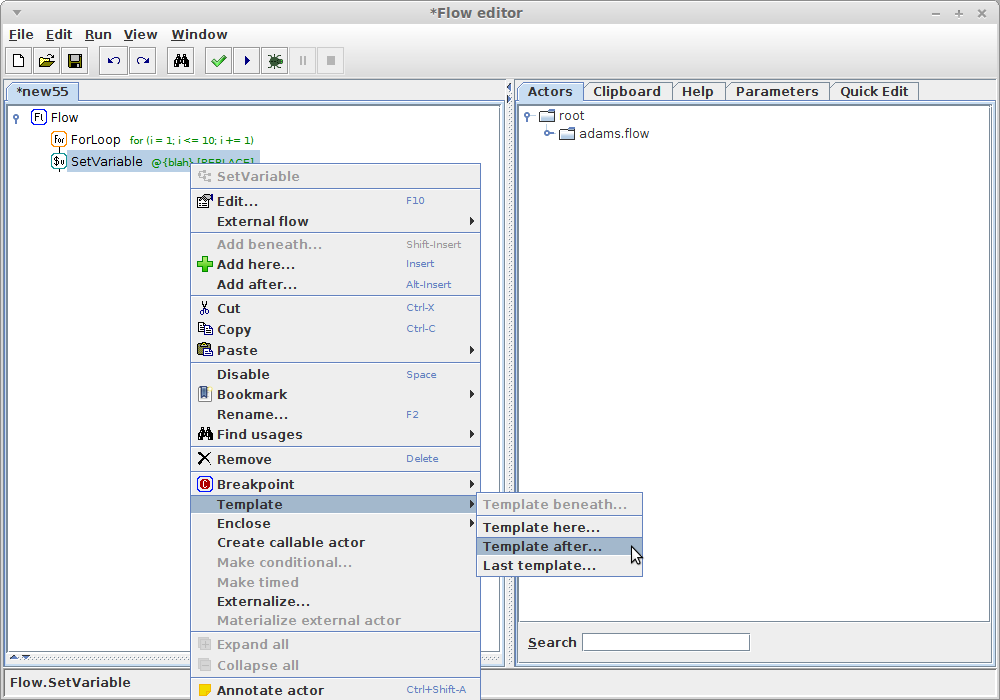 *Flow editor
File Edit Run View Window
*new55
Flow
ForLoop for (i = 1; i <= 10; i += 1)
SetVariable @{blah} [REPLACE]
SetVariable
Edit... F10
External flow
Add beneath... Shift-Insert
Add here... Insert
Add after... Alt-Insert
Cut Ctrl-X
Copy Ctrl-C
Paste
Disable Space
Bookmark
Rename... F2
Find usages
Remove Delete
Breakpoint
Template
Enclose
Create callable actor
Make conditional...
Make timed
Externalize...
Materialize external actor
Expand all
Collapse all
Annotate actor Ctrl+Shift-A
Template beneath...
Template here...
Template after...
Last template...
Actors Clipboard Help Parameters Quick Edit
root
adams.flow
Search
Flow.SetVariable